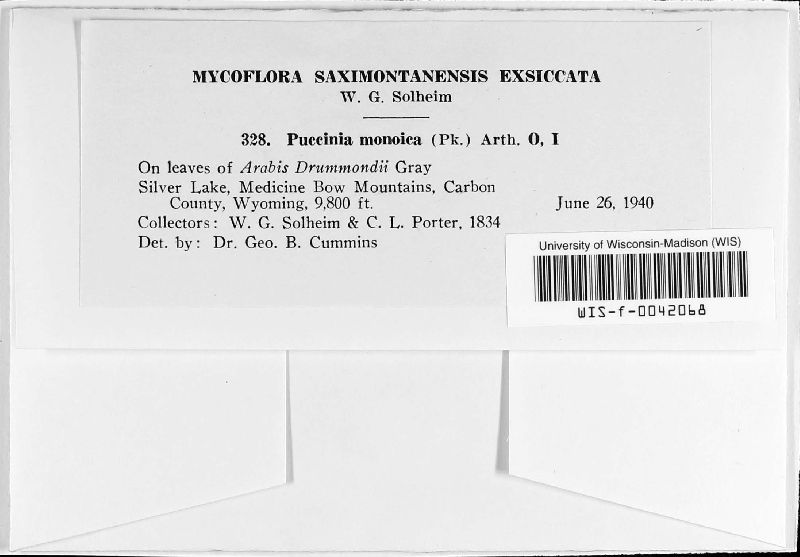 MYCOFLORA SAXIMONTANENSIS EXSICCATA
W. G. Solheim
328. Puccinia monoica (Pk.) Arth. O, I
On leaves of Arabis Drummondii Gray
Silver Lake, Medicine Bow Mountains, Carbon
County, Wyoming, 9,800 ft. June 26, 1940
Collectors: W. G. Solheim & C. L. Porter, 1834
Det. by: Dr. Geo. B. Cummins
University of Wisconsin-Madison (WIS)
WIS-f-0042068